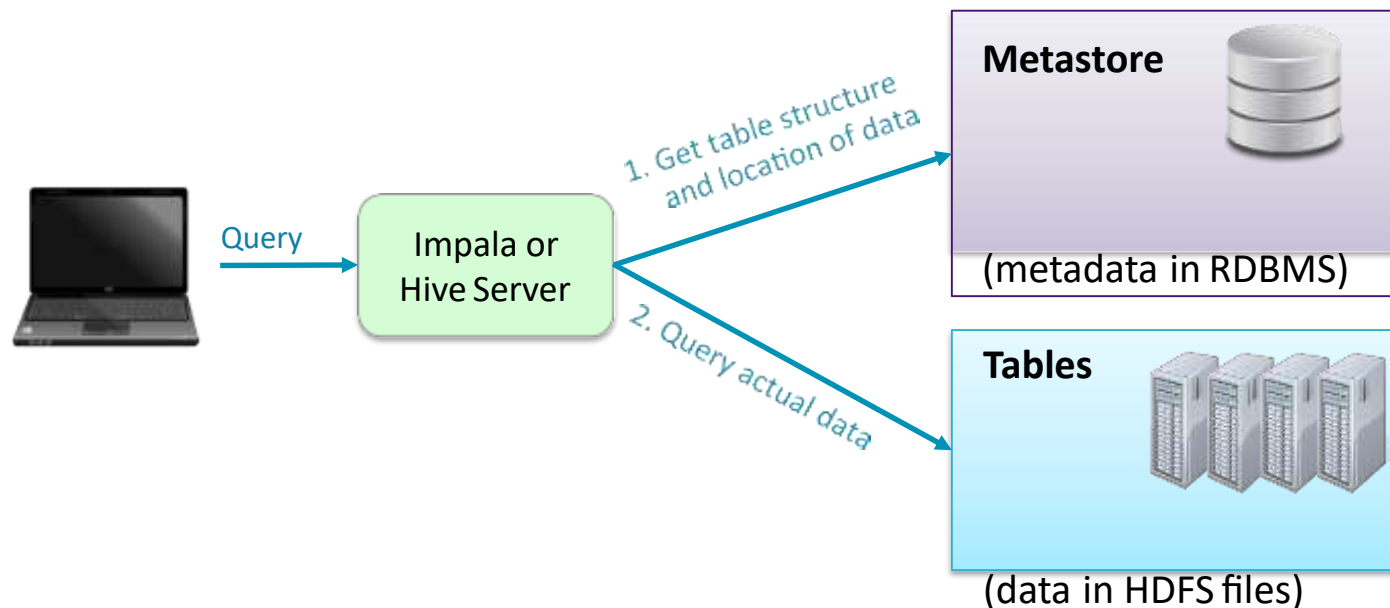 Metastore
1. Get table structure
and location of data
Query
Impala or
Hive Server
(metadata in RDBMS)
2. Query actual data
Tables
(data in HDFS files)